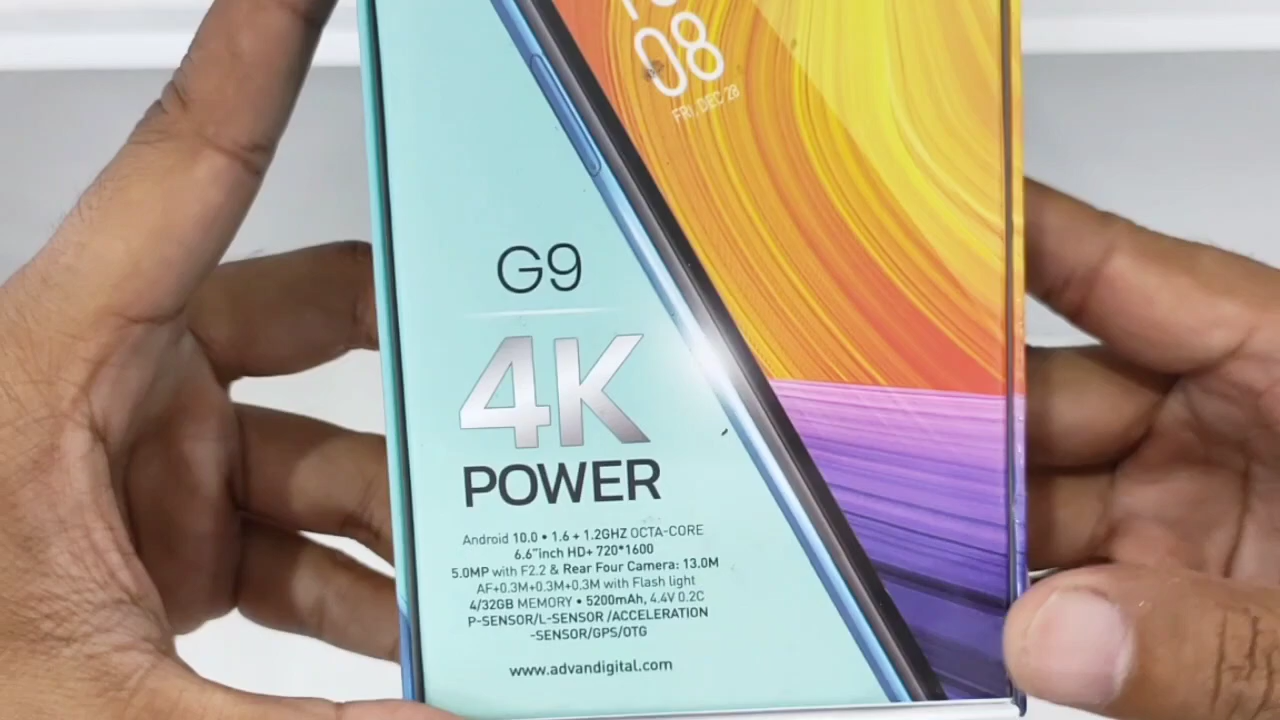 08
FRI, DEC 28
G9
4K
POWER
Android 10.0 • 1.6 + 1.2GHZ OCTA-CORE
6.6"inch HD+ 720*1600
5.0MP with F2.2 & Rear Four Camera: 13.0M
AF+0.3M+0.3M+0.3M with Flash light
4/32GB MEMORY • 5200mAh, 4.4V 0.2C
P-SENSOR/L-SENSOR /ACCELERATION
-SENSOR/GPS/OTG
www.advandigital.com